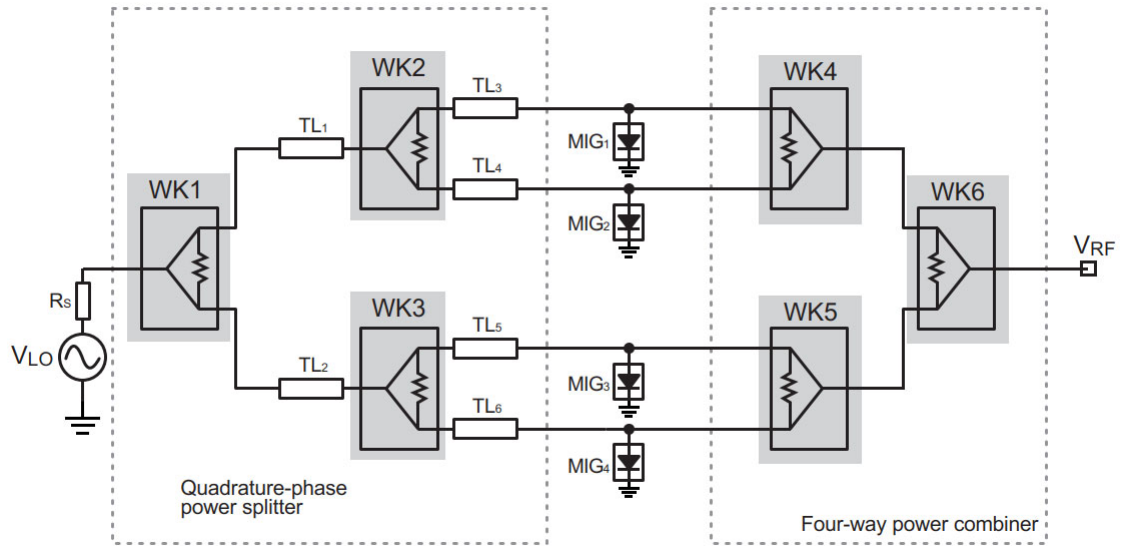 WK2
TL3
WK4
TL1
MIG1
WK1
TL4
WK6
MIG2
VRF
RS
WK3
TL5
WK5
VLO
TL2
MIG3
TL6
MIG4
Quadrature-phase
power splitter
Four-way power combiner